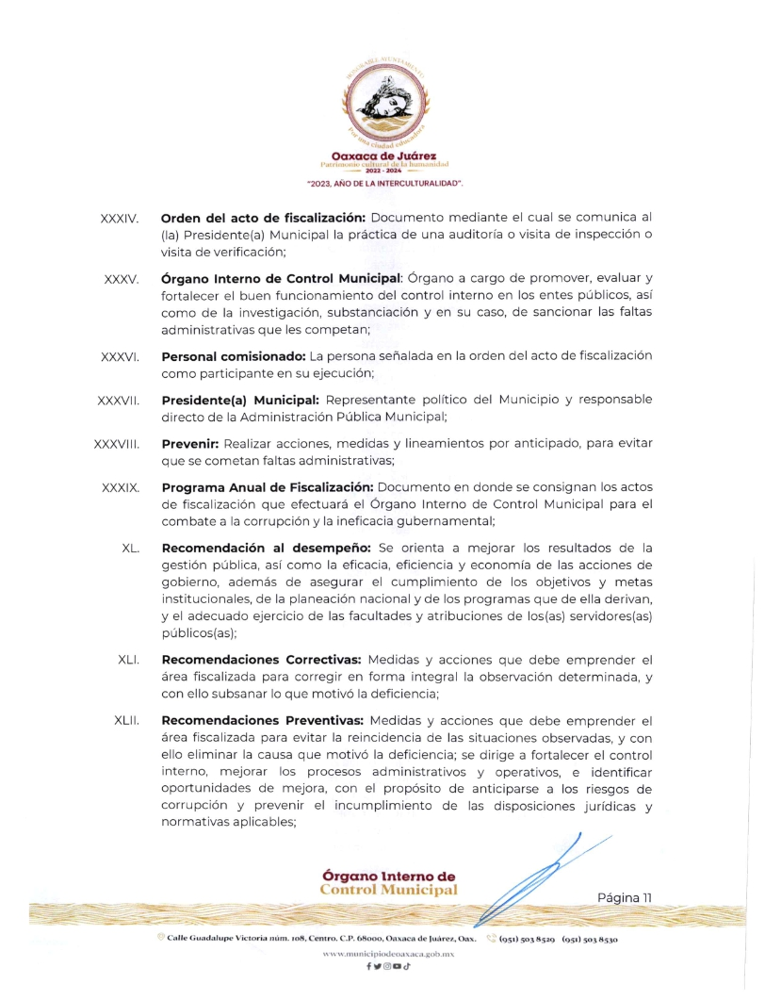 HONORABLE AYUNTAMIENTO
Por una ciudad educadora
Oaxaca de Juárez
Patrimonio cultural de la humanidad
2022 - 2024
"2023, AÑO DE LA INTERCULTURALIDAD".
XXXIV. Orden del acto de fiscalización: Documento mediante el cual se comunica al
(la) Presidente(a) Municipal la práctica de una auditoría o visita de inspección o
visita de verificación;
XXXV. Órgano Interno de Control Municipal: Órgano a cargo de promover, evaluar y
fortalecer el buen funcionamiento del control interno en los entes públicos, así
como de la investigación, substanciación y en su caso, de sancionar las faltas
administrativas que les competan;
XXXVI. Personal comisionado: La persona señalada en la orden del acto de fiscalización
como participante en su ejecución;
XXXVII. Presidente(a) Municipal: Representante político del Municipio y responsable
directo de la Administración Pública Municipal;
XXXVIII. Prevenir: Realizar acciones, medidas y lineamientos por anticipado, para evitar
que se cometan faltas administrativas;
XXXIX. Programa Anual de Fiscalización: Documento en donde se consignan los actos
de fiscalización que efectuará el Órgano Interno de Control Municipal para el
combate a la corrupción y la ineficacia gubernamental;
XL. Recomendación al desempeño: Se orienta a mejorar los resultados de la
gestión pública, así como la eficacia, eficiencia y economía de las acciones de
gobierno, además de asegurar el cumplimiento de los objetivos y metas
institucionales, de la planeación nacional y de los programas que de ella derivan,
y el adecuado ejercicio de las facultades y atribuciones de los(as) servidores(as)
públicos(as);
XLI. Recomendaciones Correctivas: Medidas y acciones que debe emprender el
área fiscalizada para corregir en forma integral la observación determinada, y
con ello subsanar lo que motivó la deficiencia;
XLII. Recomendaciones Preventivas: Medidas y acciones que debe emprender el
área fiscalizada para evitar la reincidencia de las situaciones observadas, y con
ello eliminar la causa que motivó la deficiencia; se dirige a fortalecer el control
interno, mejorar los procesos administrativos y operativos, e identificar
oportunidades de mejora, con el propósito de anticiparse a los riesgos de
corrupción y prevenir el incumplimiento de las disposiciones jurídicas y
normativas aplicables;
Órgano Interno de
Control Municipal
Página 11
Calle Guadalupe Victoria núm. 108, Centro. C.P. 68000, Oaxaca de Juárez, Oax. (951) 503 8529 (951) 503 8530
www.municipiodeoaxaca.gob.mx